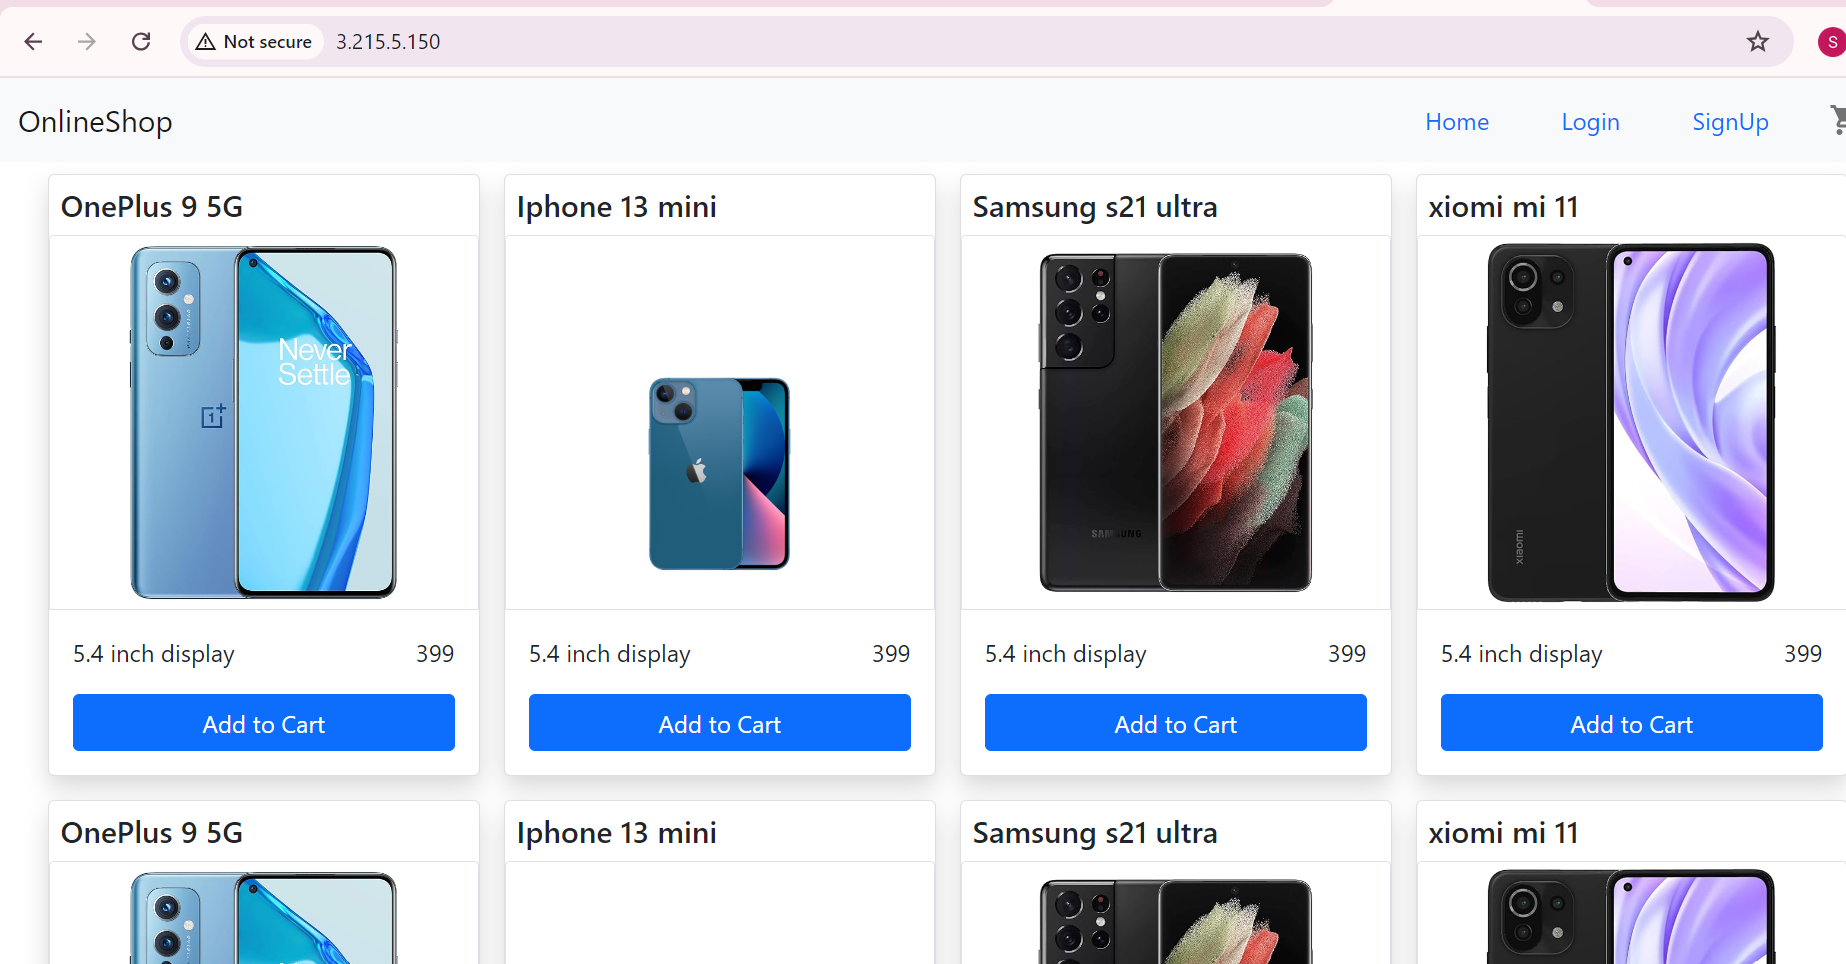 Not secure 3.215.5.150
S
OnlineShop Home Login SignUp
OnePlus 9 5G Iphone 13 mini Samsung s21 ultra xiomi mi 11
Never
Settle
1+
SAMSUNG
xiaomi
5.4 inch display 399 5.4 inch display 399 5.4 inch display 399 5.4 inch display 399
Add to Cart Add to Cart Add to Cart Add to Cart
OnePlus 9 5G Iphone 13 mini Samsung s21 ultra xiomi mi 11